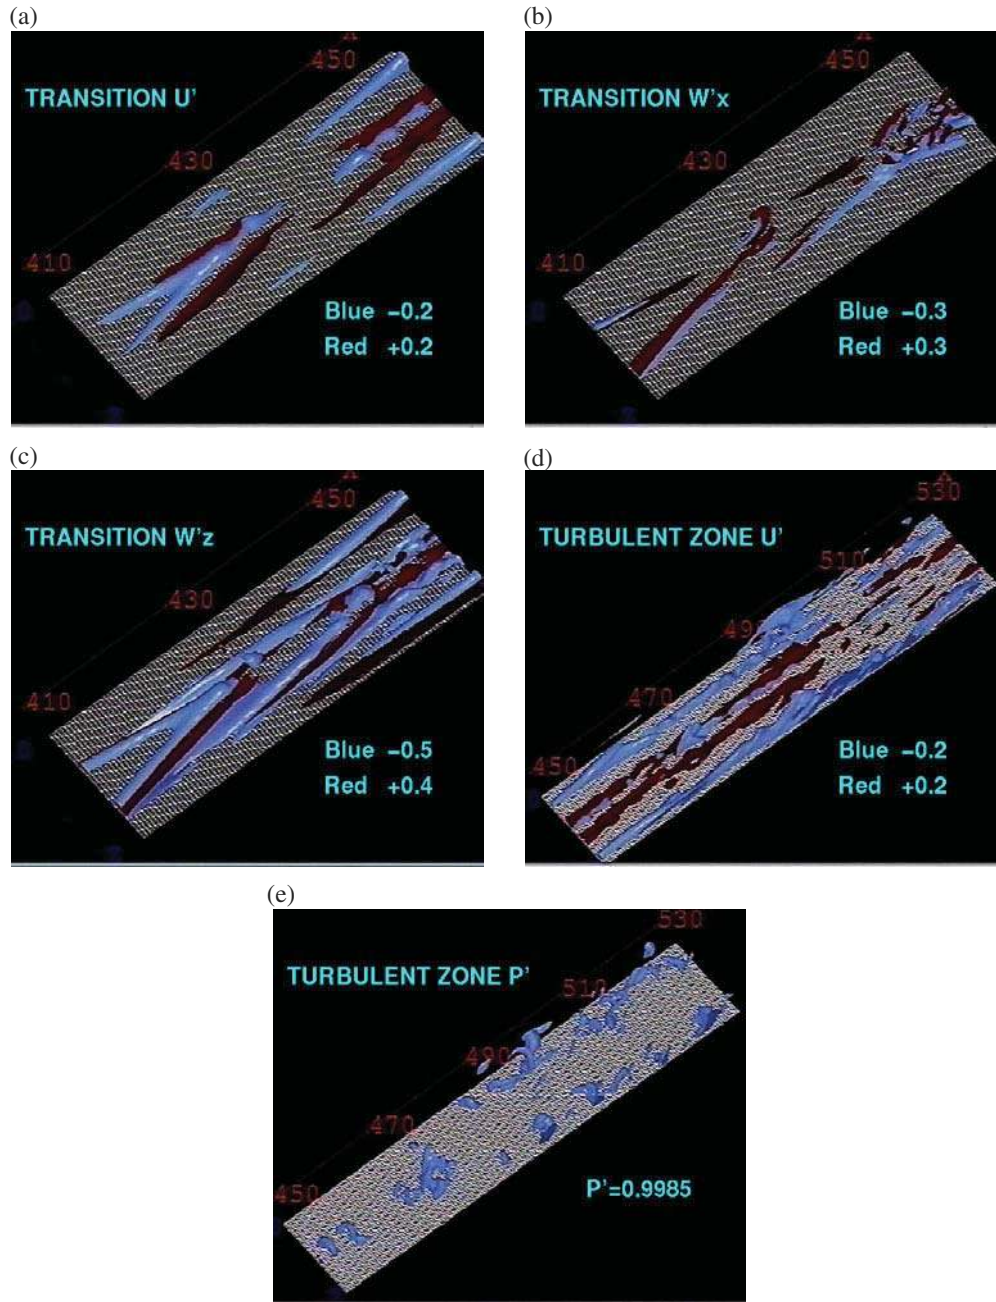 (a)
TRANSITION U'
X
450
430
410
Blue −0.2
Red +0.2
(b)
TRANSITION W'x
X
450
430
410
Blue −0.3
Red +0.3
(c)
TRANSITION W'z
X
450
430
410
Blue −0.5
Red +0.4
(d)
TURBULENT ZONE U'
530
510
490
470
450
Blue −0.2
Red +0.2
(e)
TURBULENT ZONE P'
530
510
490
470
450
P'=0.9985